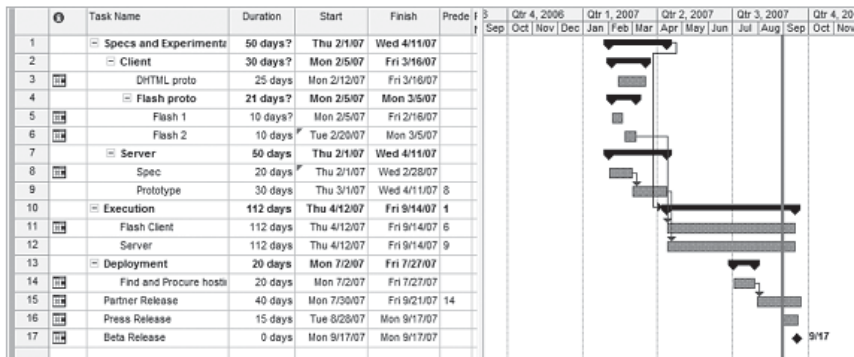 Task Name Duration Start Finish Prede
Qtr 4, 2006 Qtr 1, 2007 Qtr 2, 2007 Qtr 3, 2007 Qtr 4, 20
Sep Oct Nov Dec Jan Feb Mar Apr May Jun Jul Aug Sep Oct Nov
1 Specs and Experimenta 50 days? Thu 2/1/07 Wed 4/11/07
2 Client 30 days? Mon 2/5/07 Fri 3/16/07
3 DHTML proto 25 days Mon 2/12/07 Fri 3/16/07
4 Flash proto 21 days? Mon 2/5/07 Mon 3/5/07
5 Flash 1 10 days? Mon 2/5/07 Fri 2/16/07
6 Flash 2 10 days Tue 2/20/07 Mon 3/5/07
7 Server 50 days Thu 2/1/07 Wed 4/11/07
8 Spec 20 days Thu 2/1/07 Wed 2/28/07
9 Prototype 30 days Thu 3/1/07 Wed 4/11/07 8
10 Execution 112 days Thu 4/12/07 Fri 9/14/07 1
11 Flash Client 112 days Thu 4/12/07 Fri 9/14/07 6
12 Server 112 days Thu 4/12/07 Fri 9/14/07 9
13 Deployment 20 days Mon 7/2/07 Fri 7/27/07
14 Find and Procure hosti 20 days Mon 7/2/07 Fri 7/27/07
15 Partner Release 40 days Mon 7/30/07 Fri 9/21/07 14
16 Press Release 15 days Tue 8/28/07 Mon 9/17/07
17 Beta Release 0 days Mon 9/17/07 Mon 9/17/07
9/17